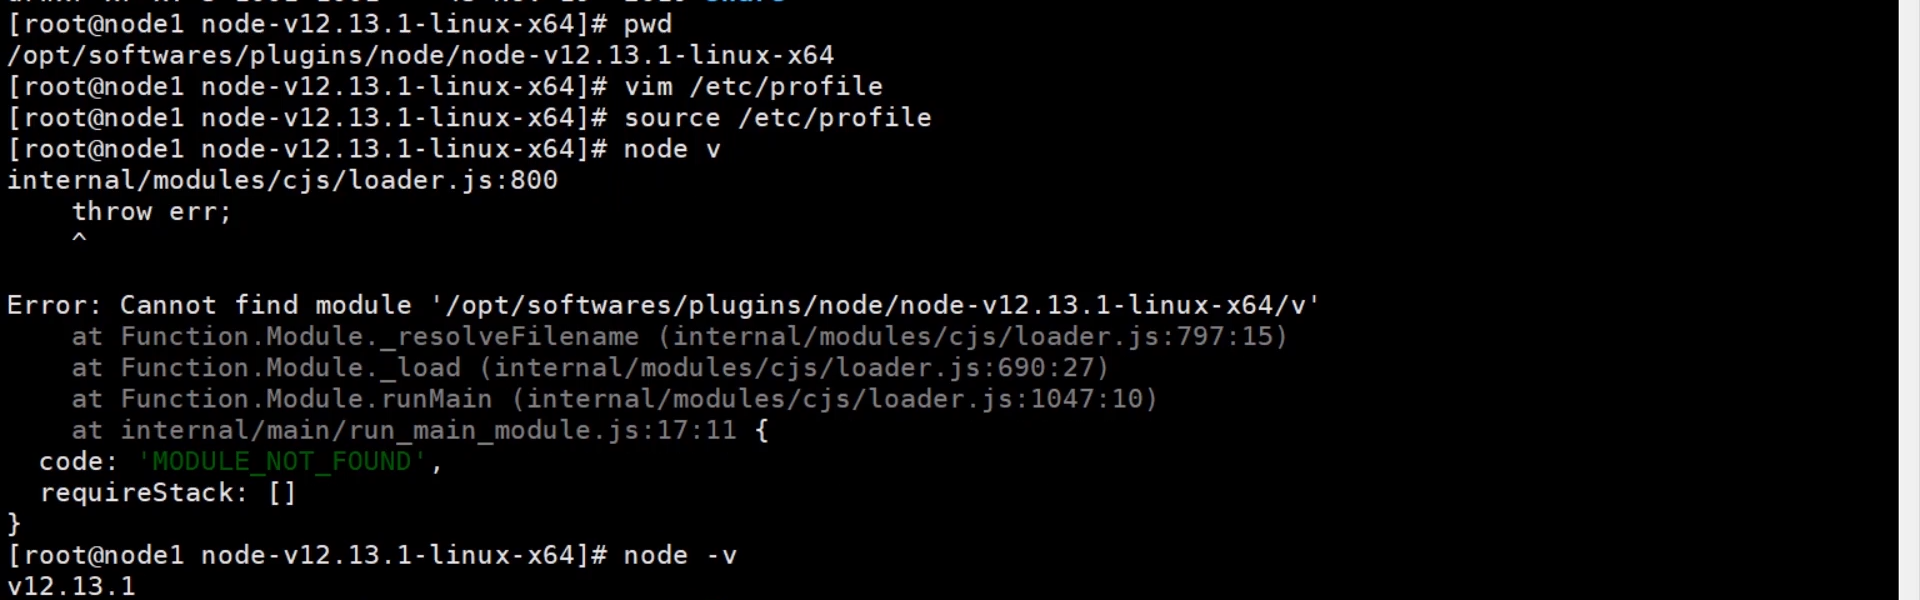 [root@node1 node-v12.13.1-linux-x64]# pwd
/opt/softwares/plugins/node/node-v12.13.1-linux-x64
[root@node1 node-v12.13.1-linux-x64]# vim /etc/profile
[root@node1 node-v12.13.1-linux-x64]# source /etc/profile
[root@node1 node-v12.13.1-linux-x64]# node v
internal/modules/cjs/loader.js:800
    throw err;
    ^
Error: Cannot find module '/opt/softwares/plugins/node/node-v12.13.1-linux-x64/v'
    at Function.Module._resolveFilename (internal/modules/cjs/loader.js:797:15)
    at Function.Module._load (internal/modules/cjs/loader.js:690:27)
    at Function.Module.runMain (internal/modules/cjs/loader.js:1047:10)
    at internal/main/run_main_module.js:17:11 {
  code: 'MODULE_NOT_FOUND',
  requireStack: []
}
[root@node1 node-v12.13.1-linux-x64]# node -v
v12.13.1